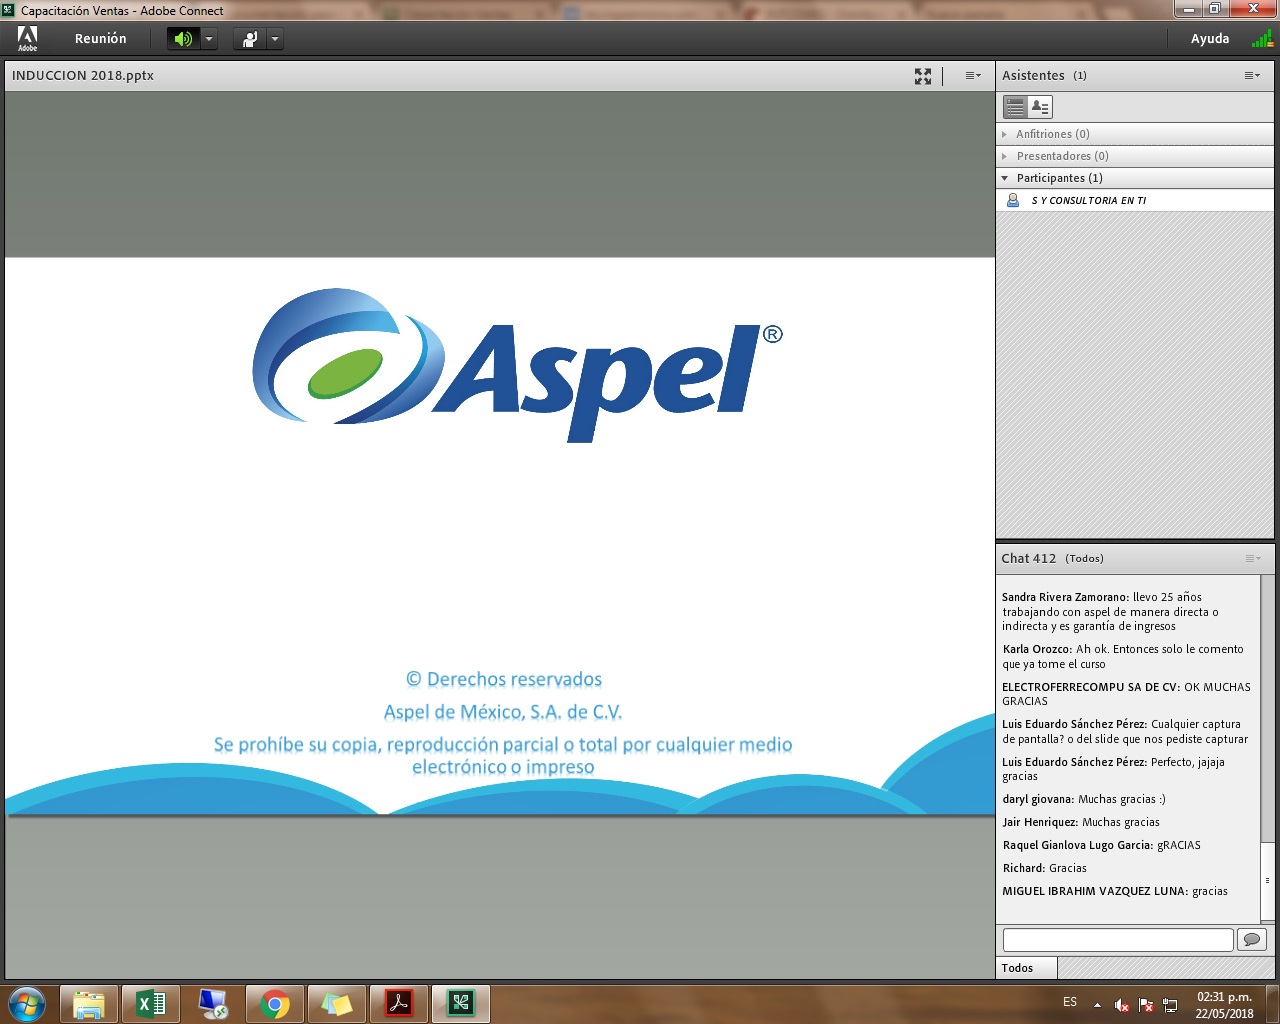 Capacitación Ventas - Adobe Connect
Adobe
Reunión
Ayuda
INDUCCION 2018.pptx
Aspel®
© Derechos reservados
Aspel de México, S.A. de C.V.
Se prohíbe su copia, reproducción parcial o total por cualquier medio
electrónico o impreso
Asistentes (1)
Anfitriones (0)
Presentadores (0)
Participantes (1)
S Y CONSULTORIA EN TI
Chat 412 (Todos)
Sandra Rivera Zamorano: llevo 25 años
trabajando con aspel de manera directa o
indirecta y es garantía de ingresos
Karla Orozco: Ah ok. Entonces solo le comento
que ya tome el curso
ELECTROFERRECOMPU SA DE CV: OK MUCHAS
GRACIAS
Luis Eduardo Sánchez Pérez: Cualquier captura
de pantalla? o del slide que nos pediste capturar
Luis Eduardo Sánchez Pérez: Perfecto, jajaja
gracias
daryl giovana: Muchas gracias :)
Jair Henriquez: Muchas gracias
Raquel Gianlova Lugo Garcia: gRACIAS
Richard: Gracias
MIGUEL IBRAHIM VAZQUEZ LUNA: gracias
Todos
ES
02:31 p.m.
22/05/2018